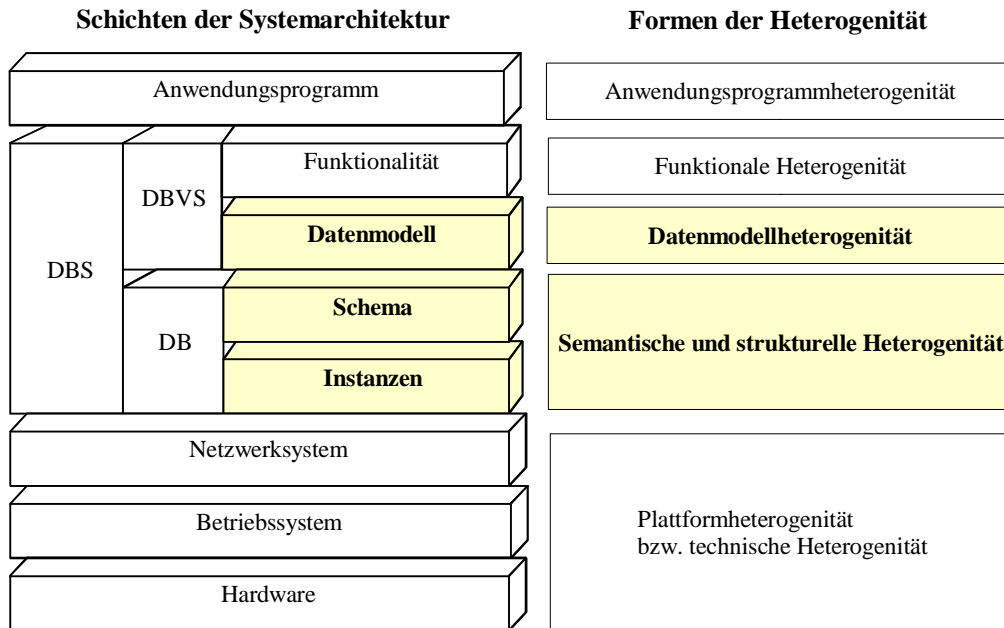 Schichten der Systemarchitektur
Formen der Heterogenität
Anwendungsprogramm
Anwendungsprogrammheterogenität
Funktionalität
Funktionale Heterogenität
DBVS
Datenmodell
Datenmodellheterogenität
DBS
Schema
DB
Semantische und strukturelle Heterogenität
Instanzen
Netzwerksystem
Betriebssystem
Plattformheterogenität
bzw. technische Heterogenität
Hardware